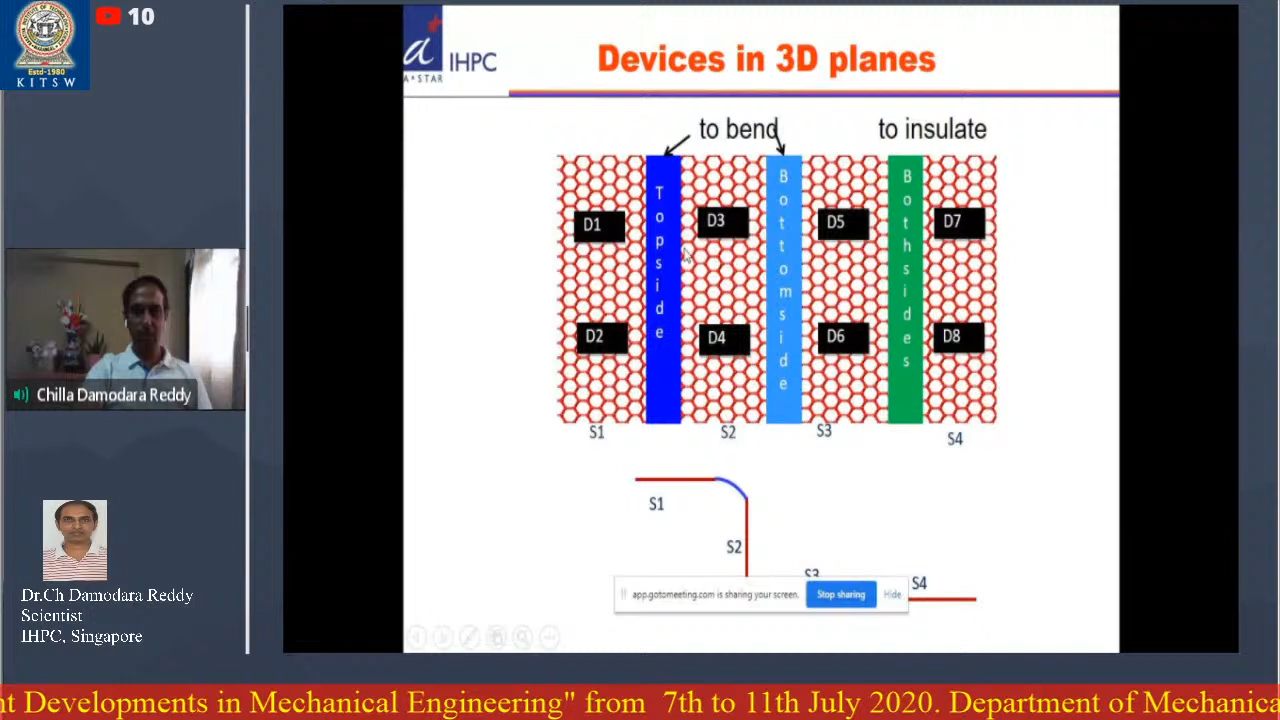 10
Estd-1980
KITSW
A★STAR
IHPC
Devices in 3D planes
to bend
to insulate
Topside
Bottomside
Bothsides
D1
D3
D5
D7
D2
D4
D6
D8
S1
S2
S3
S4
S1
S2
S3
S4
app.gotomeeting.com is sharing your screen.
Stop sharing
Hide
Chilla Damodara Reddy
Dr.Ch Damodara Reddy
Scientist
IHPC, Singapore
nt Developments in Mechanical Engineering" from 7th to 11th July 2020. Department of Mechanica